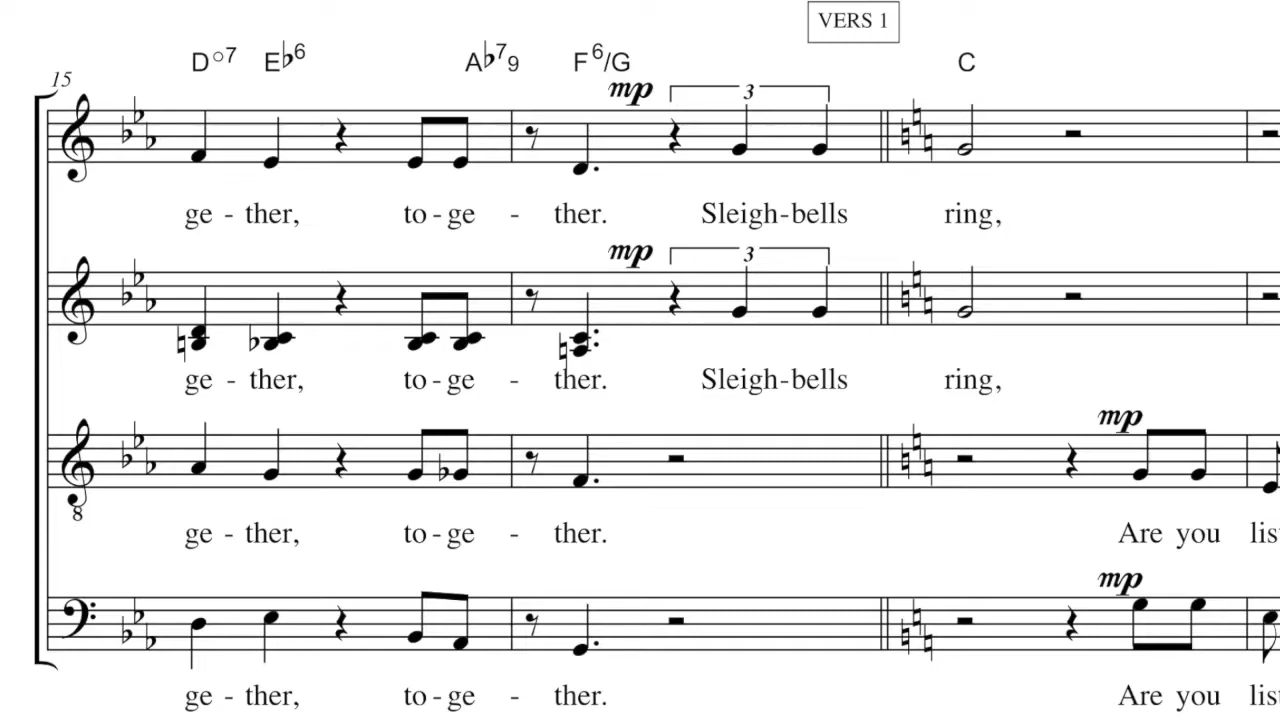 VERS 1
D°7 E♭6 A♭79 F6/G C
15
mp 3
ge - ther, to - ge - ther. Sleigh - bells ring,
mp 3
ge - ther, to - ge - ther. Sleigh - bells ring,
mp
8
ge - ther, to - ge - ther. Are you lis
mp
ge - ther, to - ge - ther. Are you lis